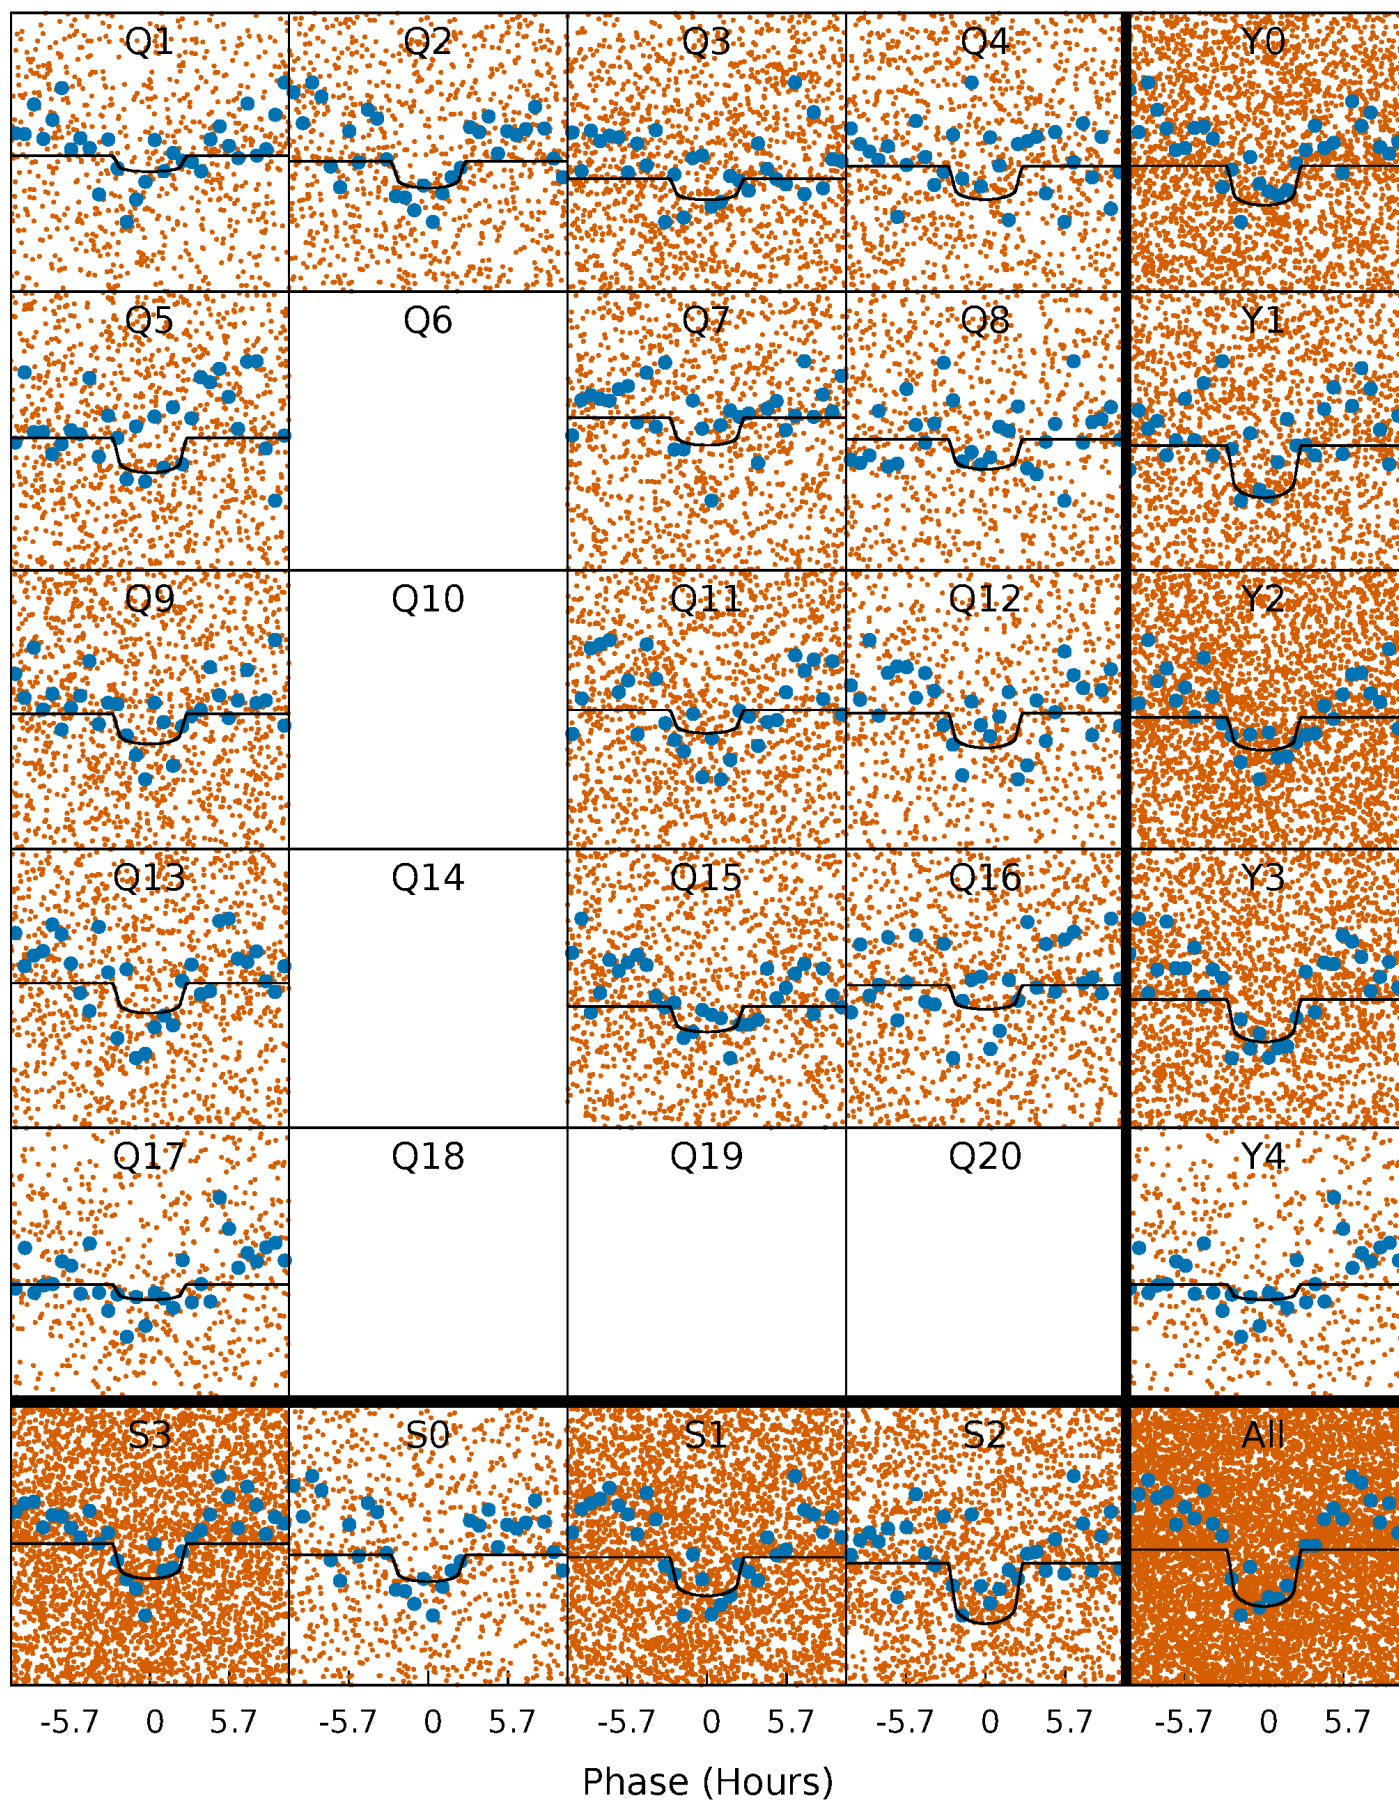 Q1 Q2 Q3 Q4 Y0
Q5 Q6 Q7 Q8 Y1
Q9 Q10 Q11 Q12 Y2
Q13 Q14 Q15 Q16 Y3
Q17 Q18 Q19 Q20 Y4
S3 S0 S1 S2 All
-5.7 0 5.7 -5.7 0 5.7 -5.7 0 5.7 -5.7 0 5.7 -5.7 0 5.7
Phase (Hours)